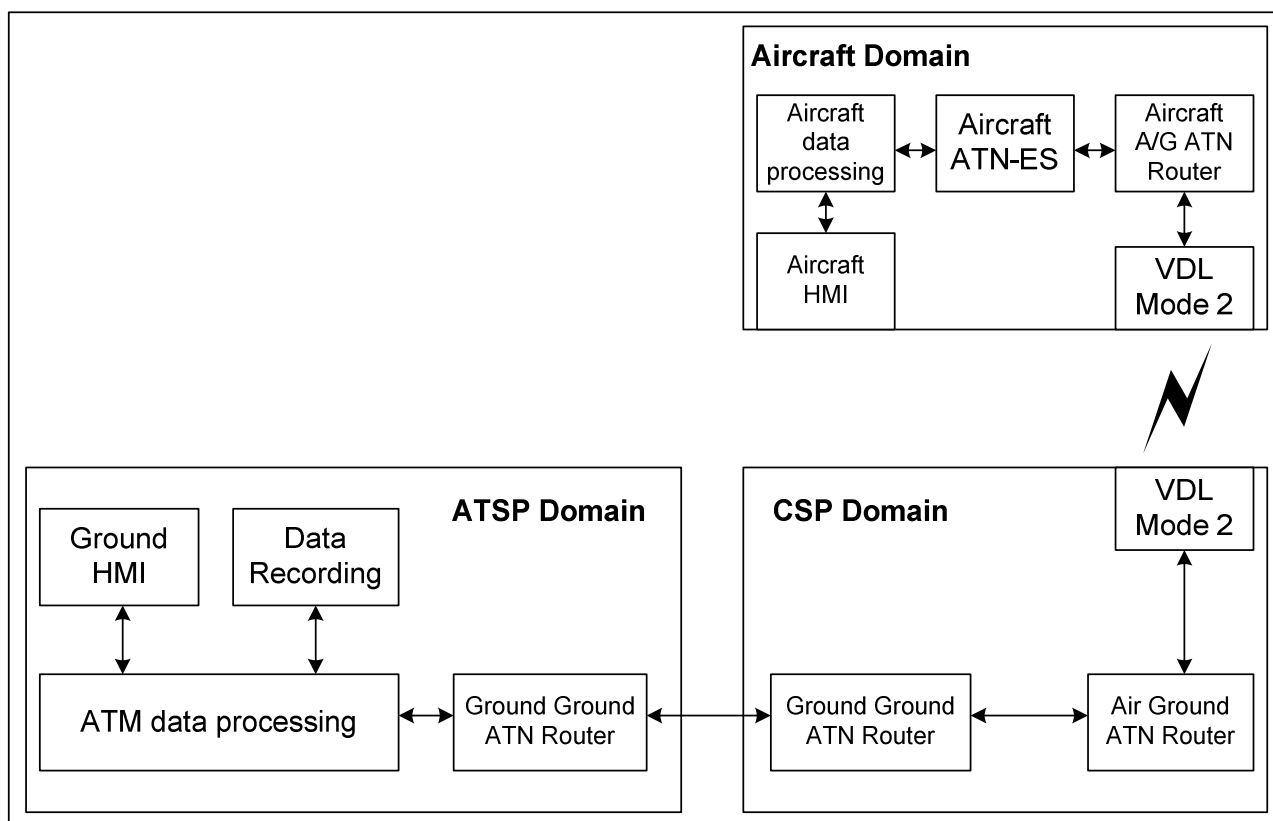 Aircraft Domain
Aircraft
data
processing
Aircraft
ATN-ES
Aircraft
A/G ATN
Router
Aircraft
HMI
VDL
Mode 2
ATSP Domain
Ground
HMI
Data
Recording
ATM data processing
Ground Ground
ATN Router
CSP Domain
VDL
Mode 2
Ground Ground
ATN Router
Air Ground
ATN Router